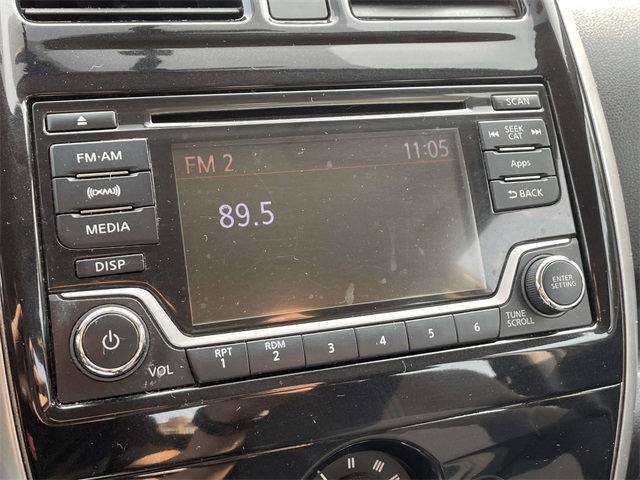 SCAN
FM·AM
SEEK
CAT
FM 2
11:05
Apps
XM
89.5
BACK
MEDIA
DISP
ENTER
SETTING
VOL
RPT
1
RDM
2
3
4
5
6
TUNE
SCROLL